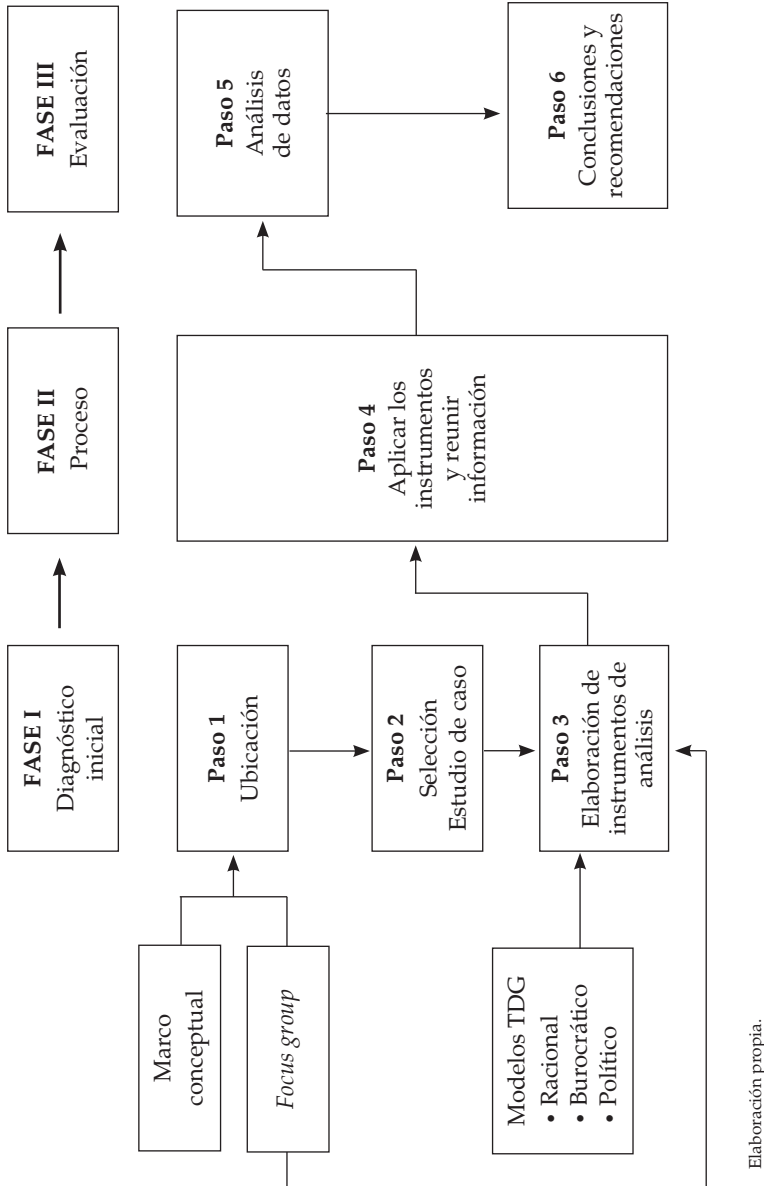 FASE I
Diagnóstico
inicial
FASE II
Proceso
FASE III
Evaluación
Marco
conceptual
Focus group
Paso 1
Ubicación
Paso 2
Selección
Estudio de caso
Modelos TDG
• Racional
• Burocrático
• Político
Paso 3
Elaboración de
instrumentos de
análisis
Paso 4
Aplicar los
instrumentos
y reunir
información
Paso 5
Análisis
de datos
Paso 6
Conclusiones y
recomendaciones
Elaboración propia.